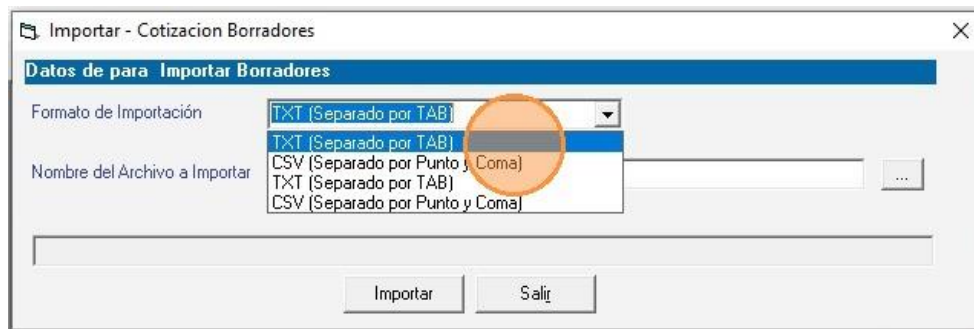 Importar - Cotizacion Borradores
Datos de para Importar Borradores
Formato de Importación
TXT (Separado por TAB)
TXT (Separado por TAB)
CSV (Separado por Punto y Coma)
Nombre del Archivo a Importar
...
TXT (Separado por TAB)
CSV (Separado por Punto y Coma)
Importar
Salir